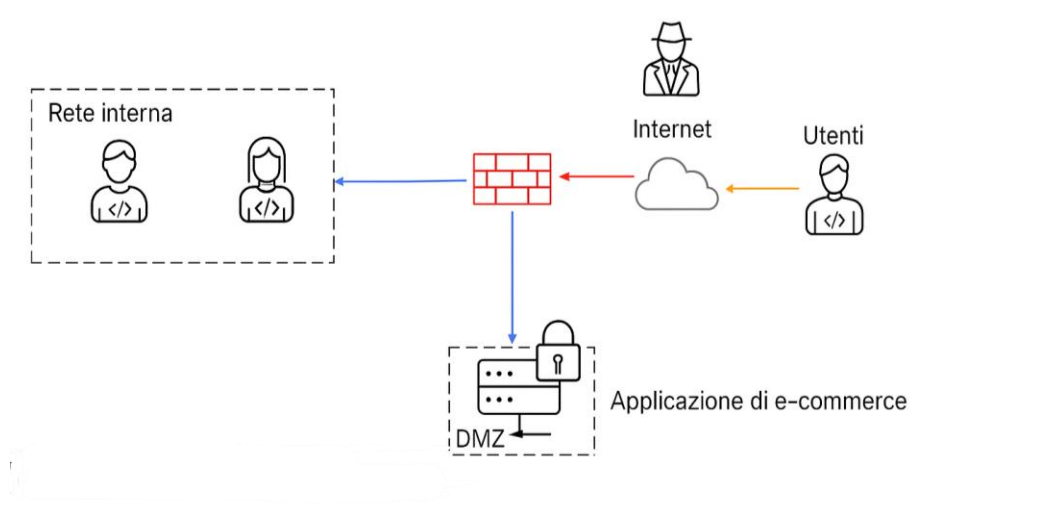 Rete interna
Internet
Utenti
</>
</>
</>
Applicazione di e-commerce
DMZ